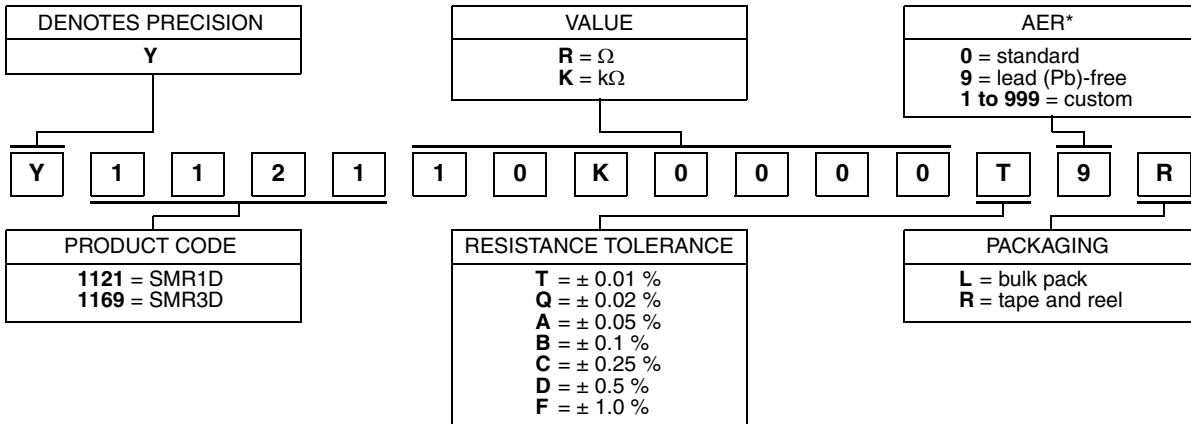 DENOTES PRECISION
Y
VALUE
R = Ω
K = kΩ
AER*
0 = standard
9 = lead (Pb)-free
1 to 999 = custom
Y 1 1 2 1 1 0 K 0 0 0 0 T 9 R
PRODUCT CODE
1121 = SMR1D
1169 = SMR3D
RESISTANCE TOLERANCE
T = ± 0.01 %
Q = ± 0.02 %
A = ± 0.05 %
B = ± 0.1 %
C = ± 0.25 %
D = ± 0.5 %
F = ± 1.0 %
PACKAGING
L = bulk pack
R = tape and reel